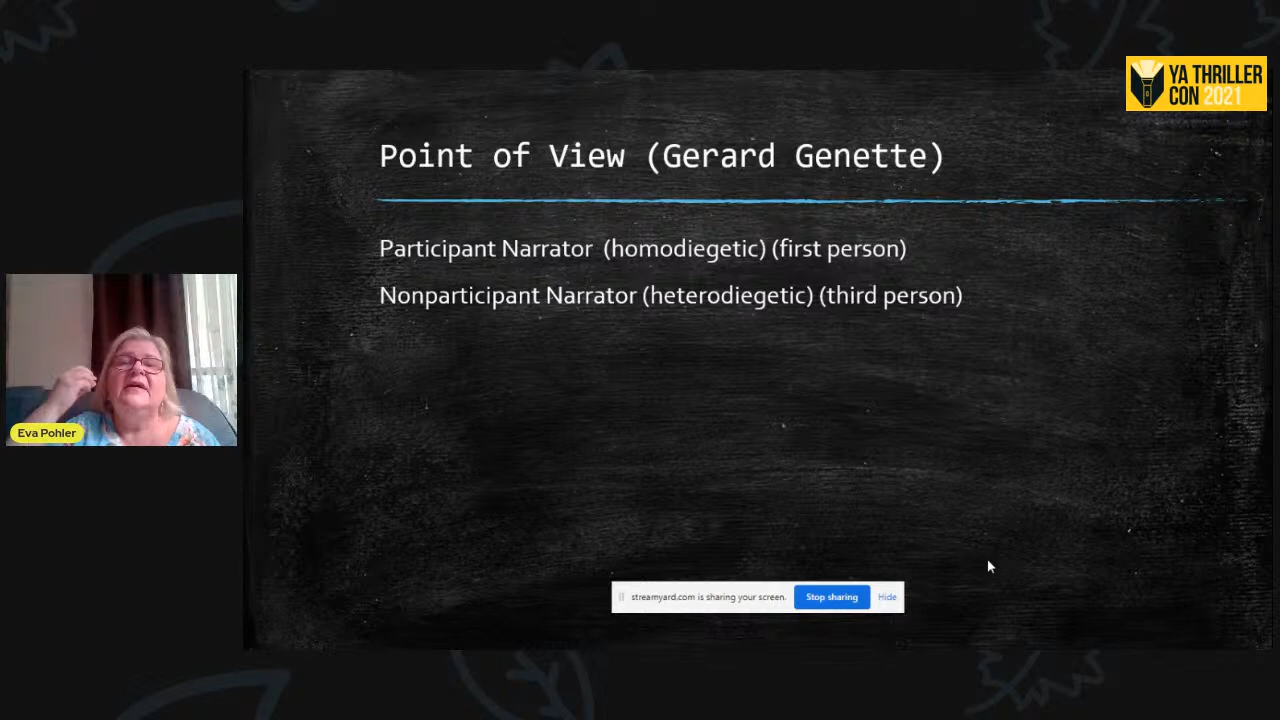 YA THRILLER
CON 2021
Point of View (Gerard Genette)
Participant Narrator (homodiegetic) (first person)
Nonparticipant Narrator (heterodiegetic) (third person)
Eva Pohler
streamyard.com is sharing your screen. Stop sharing Hide